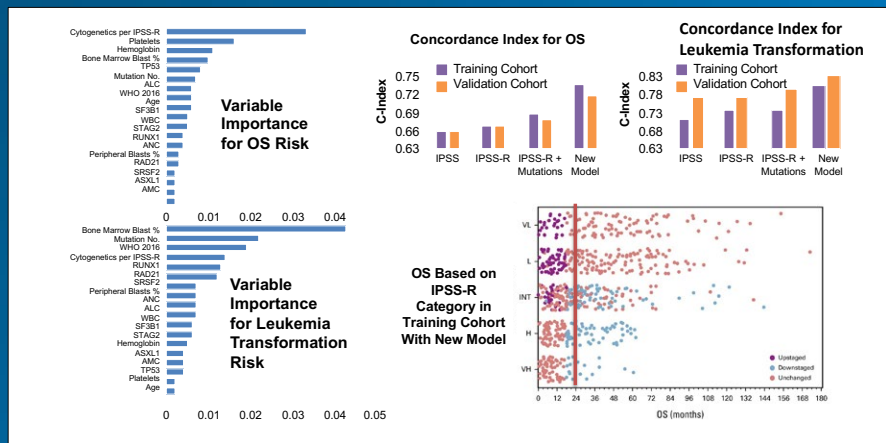 Cytogenetics per IPSS-R
Platelets
Hemoglobin
Bone Marrow Blast %
TP53
Mutation No.
ALC
WHO 2016
Age
SF3B1
WBC
STAG2
RUNX1
ANC
Peripheral Blasts %
RAD21
SRSF2
ASXL1
AMC
0 0.01 0.02 0.03 0.04
Variable
Importance
for OS Risk
Bone Marrow Blast %
Mutation No.
WHO 2016
Cytogenetics per IPSS-R
RUNX1
RAD21
SRSF2
Peripheral Blasts %
ANC
ALC
WBC
SF3B1
STAG2
Hemoglobin
ASXL1
AMC
TP53
Platelets
Age
0 0.01 0.02 0.03 0.04 0.05
Variable
Importance
for Leukemia
Transformation
Risk
Concordance Index for OS
Training Cohort
Validation Cohort
C-Index
0.75
0.72
0.69
0.66
0.63
IPSS IPSS-R IPSS-R + Mutations New Model
Concordance Index for
Leukemia Transformation
Training Cohort
Validation Cohort
C-Index
0.83
0.78
0.73
0.68
0.63
IPSS IPSS-R IPSS-R + Mutations New Model
OS Based on
IPSS-R
Category in
Training Cohort
With New Model
VL
L
INT
H
VH
Upstaged
Downstaged
Unchanged
0 12 24 36 48 60 72 84 96 108 120 132 144 156 168 180
OS (months)